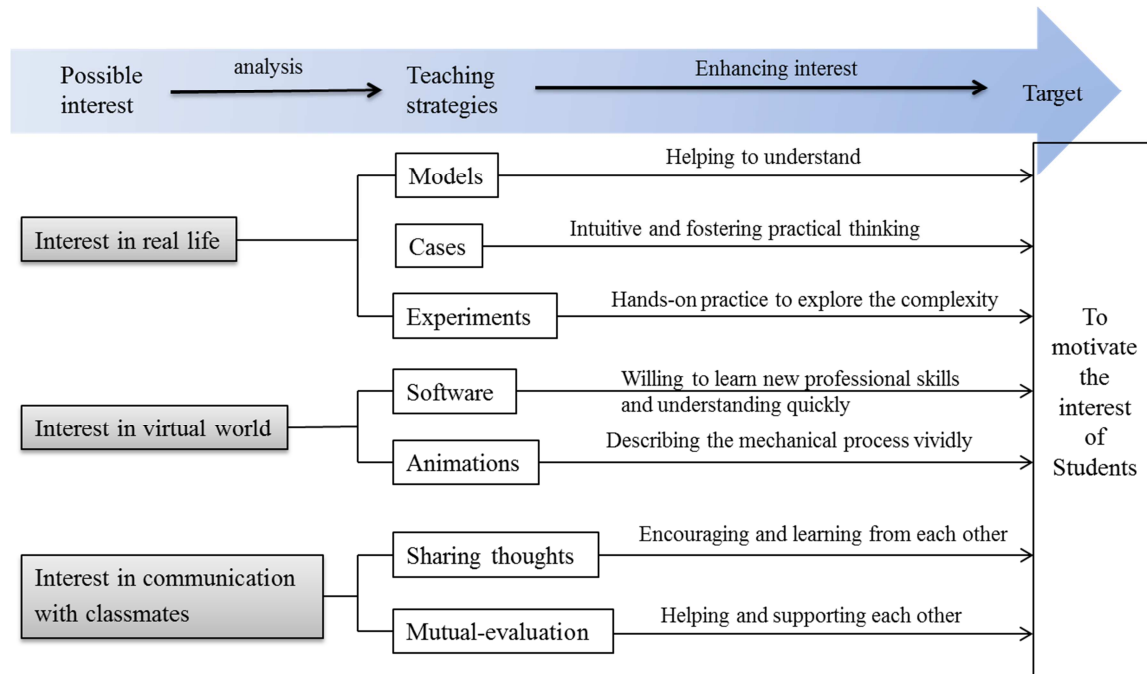 Possible
interest
analysis
Teaching
strategies
Enhancing interest
Target
Interest in real life
Models
Helping to understand
Cases
Intuitive and fostering practical thinking
Experiments
Hands-on practice to explore the complexity
Interest in virtual world
Software
Willing to learn new professional skills
and understanding quickly
Animations
Describing the mechanical process vividly
Interest in communication
with classmates
Sharing thoughts
Encouraging and learning from each other
Mutual-evaluation
Helping and supporting each other
To
motivate
the
interest
of
Students